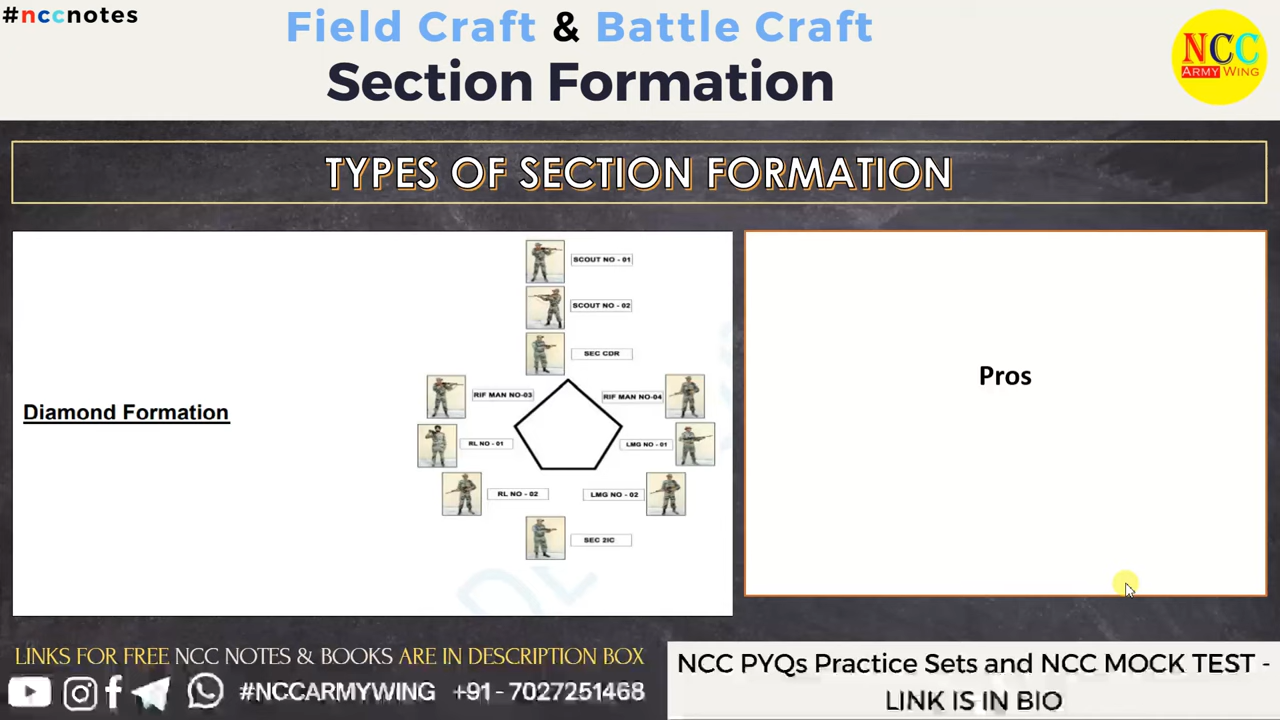 #nccnotes
Field Craft & Battle Craft
Section Formation
NCC
ARMY WING
TYPES OF SECTION FORMATION
SCOUT NO - 01
SCOUT NO - 02
SEC CDR
RIF MAN NO-03
RIF MAN NO-04
Diamond Formation
RL NO - 01
LMG NO - 01
RL NO - 02
LMG NO - 02
SEC 2IC
Pros
LINKS FOR FREE NCC NOTES & BOOKS ARE IN DESCRIPTION BOX
#NCCARMYWING +91 - 7027251468
NCC PYQs Practice Sets and NCC MOCK TEST -
LINK IS IN BIO